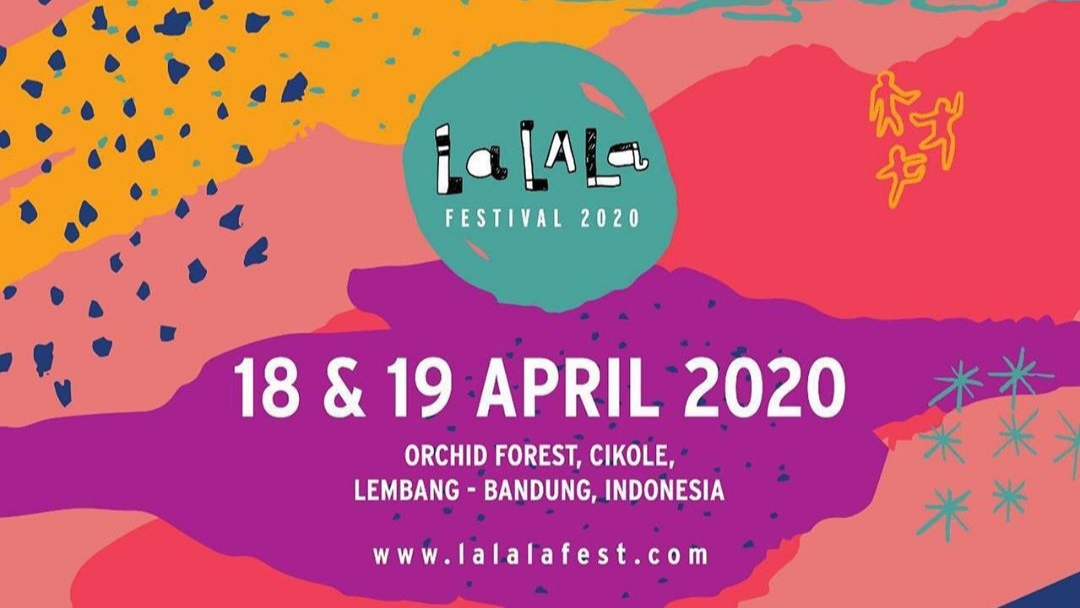 LaLALa
FESTIVAL 2020
18 & 19 APRIL 2020
ORCHID FOREST, CIKOLE,
LEMBANG - BANDUNG, INDONESIA
www.lalalafest.com